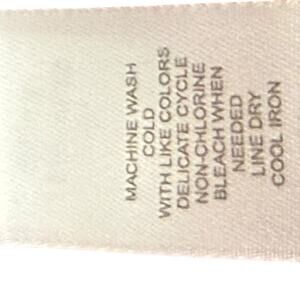 MACHINE WASH
COLD
WITH LIKE COLORS
DELICATE CYCLE
NON-CHLORINE
BLEACH WHEN
NEEDED
LINE DRY
COOL IRON